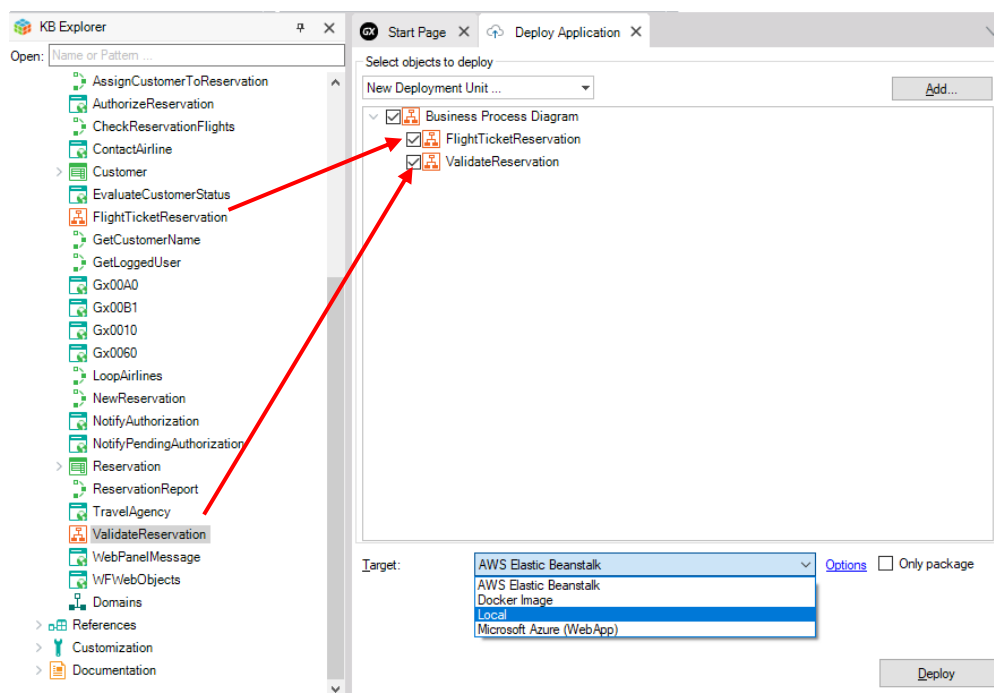 KB Explorer
Open: Name or Pattern ...
AssignCustomerToReservation
AuthorizeReservation
CheckReservationFlights
ContactAirline
Customer
EvaluateCustomerStatus
FlightTicketReservation
GetCustomerName
GetLoggedUser
Gx00A0
Gx00B1
Gx0010
Gx0060
LoopAirlines
NewReservation
NotifyAuthorization
NotifyPendingAuthorization
Reservation
ReservationReport
TravelAgency
ValidateReservation
WebPanelMessage
WFWebObjects
Domains
References
Customization
Documentation
GX Start Page Deploy Application
Select objects to deploy
New Deployment Unit ... Add...
Business Process Diagram
FlightTicketReservation
ValidateReservation
Target: AWS Elastic Beanstalk Options Only package
AWS Elastic Beanstalk
Docker Image
Local
Microsoft Azure (WebApp)
Deploy